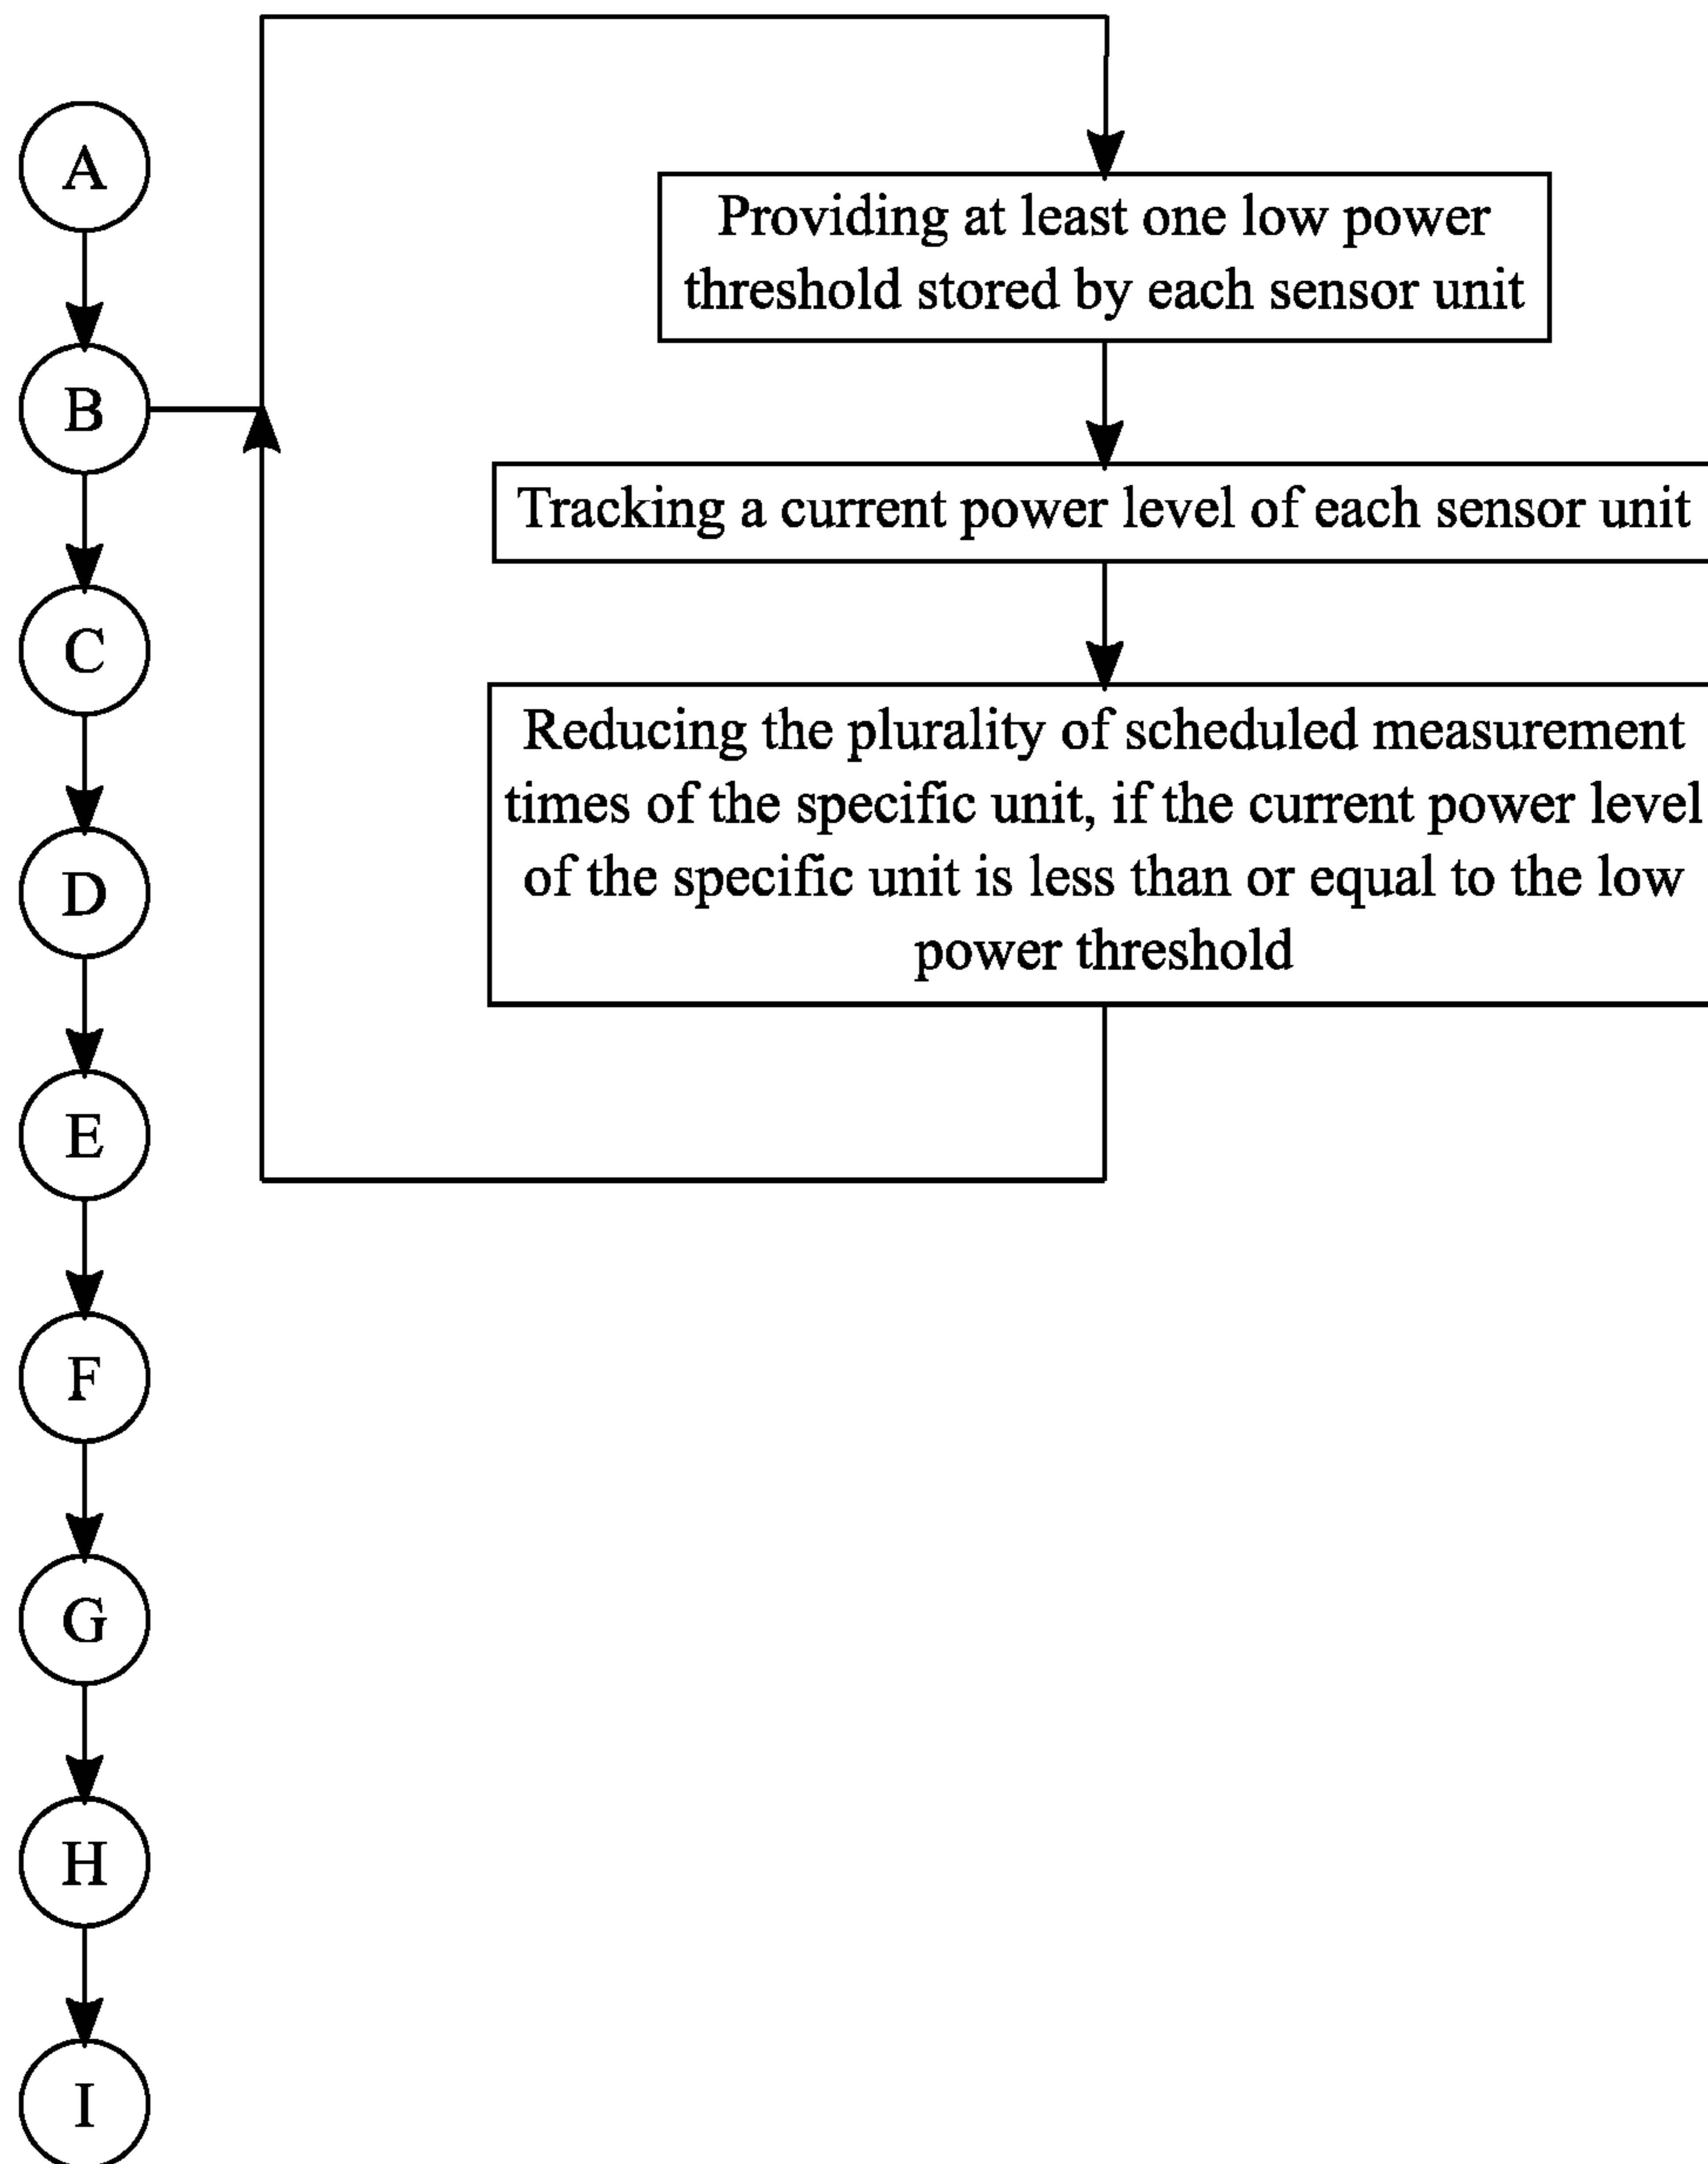 A
B
C
D
E
F
G
H
I
Providing at least one low power
threshold stored by each sensor unit
Tracking a current power level of each sensor unit
Reducing the plurality of scheduled measurement
times of the specific unit, if the current power level
of the specific unit is less than or equal to the low
power threshold